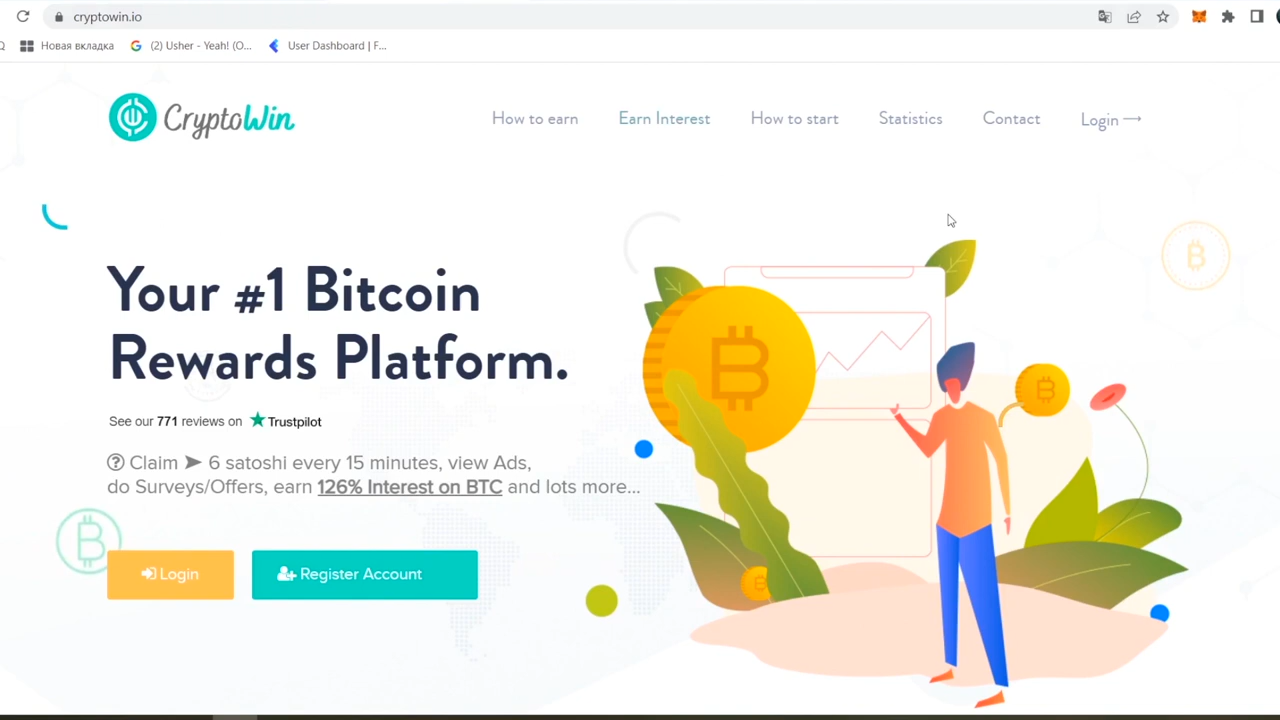 cryptowin.io
Новая вкладка
(2) Usher - Yeah! (O...
User Dashboard | F...
CryptoWin
How to earn
Earn Interest
How to start
Statistics
Contact
Login →
Your #1 Bitcoin
Rewards Platform.
See our 771 reviews on ★ Trustpilot
Claim ➤ 6 satoshi every 15 minutes, view Ads,
do Surveys/Offers, earn 126% Interest on BTC and lots more...
Login
Register Account